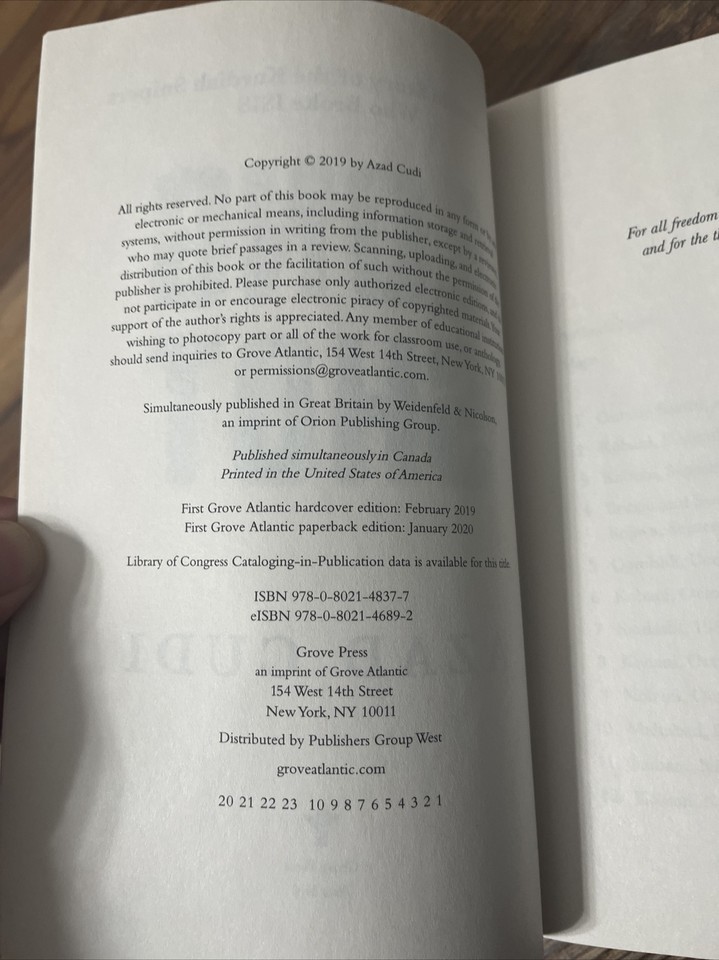 Copyright © 2019 by Azad Cudi
All rights reserved. No part of this book may be reproduced in any form or by
electronic or mechanical means, including information storage and retrieval
systems, without permission in writing from the publisher, except by a reviewer,
who may quote brief passages in a review. Scanning, uploading, and electronic
distribution of this book or the facilitation of such without the permission of the
publisher is prohibited. Please purchase only authorized electronic editions, and
not participate in or encourage electronic piracy of copyrighted materials. Your
support of the author's rights is appreciated. Any member of educational institutions
wishing to photocopy part or all of the work for classroom use, or anthology,
should send inquiries to Grove Atlantic, 154 West 14th Street, New York, NY
or permissions@groveatlantic.com.
Simultaneously published in Great Britain by Weidenfeld & Nicolson,
an imprint of Orion Publishing Group.
Published simultaneously in Canada
Printed in the United States of America
First Grove Atlantic hardcover edition: February 2019
First Grove Atlantic paperback edition: January 2020
Library of Congress Cataloging-in-Publication data is available for this title.
ISBN 978-0-8021-4837-7
eISBN 978-0-8021-4689-2
Grove Press
an imprint of Grove Atlantic
154 West 14th Street
New York, NY 10011
Distributed by Publishers Group West
groveatlantic.com
20 21 22 23 10 9 8 7 6 5 4 3 2 1
For all freedom
and for the